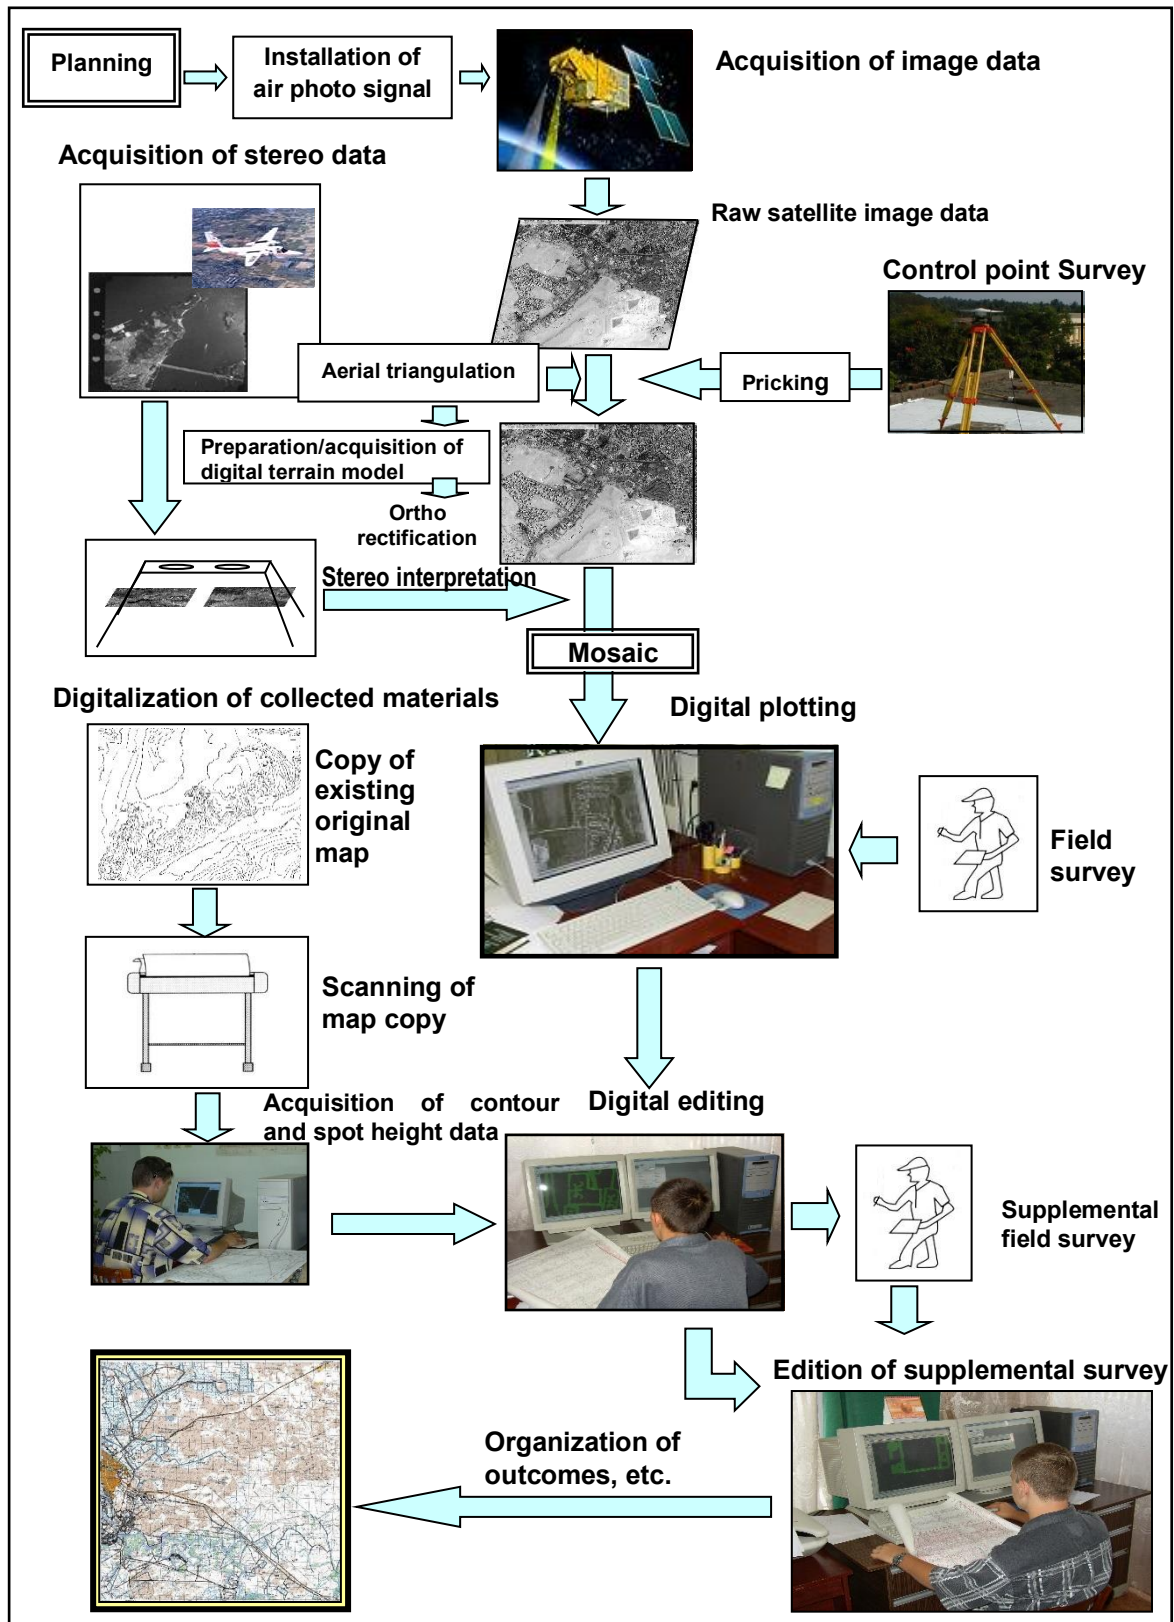 Planning
Installation of
air photo signal
Acquisition of image data
Acquisition of stereo data
Raw satellite image data
Control point Survey
Aerial triangulation
Pricking
Preparation/acquisition of
digital terrain model
Ortho
rectification
Stereo interpretation
Mosaic
Digitalization of collected materials
Digital plotting
Copy of
existing
original
map
Field
survey
Scanning of
map copy
Acquisition of contour
and spot height data
Digital editing
Supplemental
field survey
Edition of supplemental survey
Organization of
outcomes, etc.